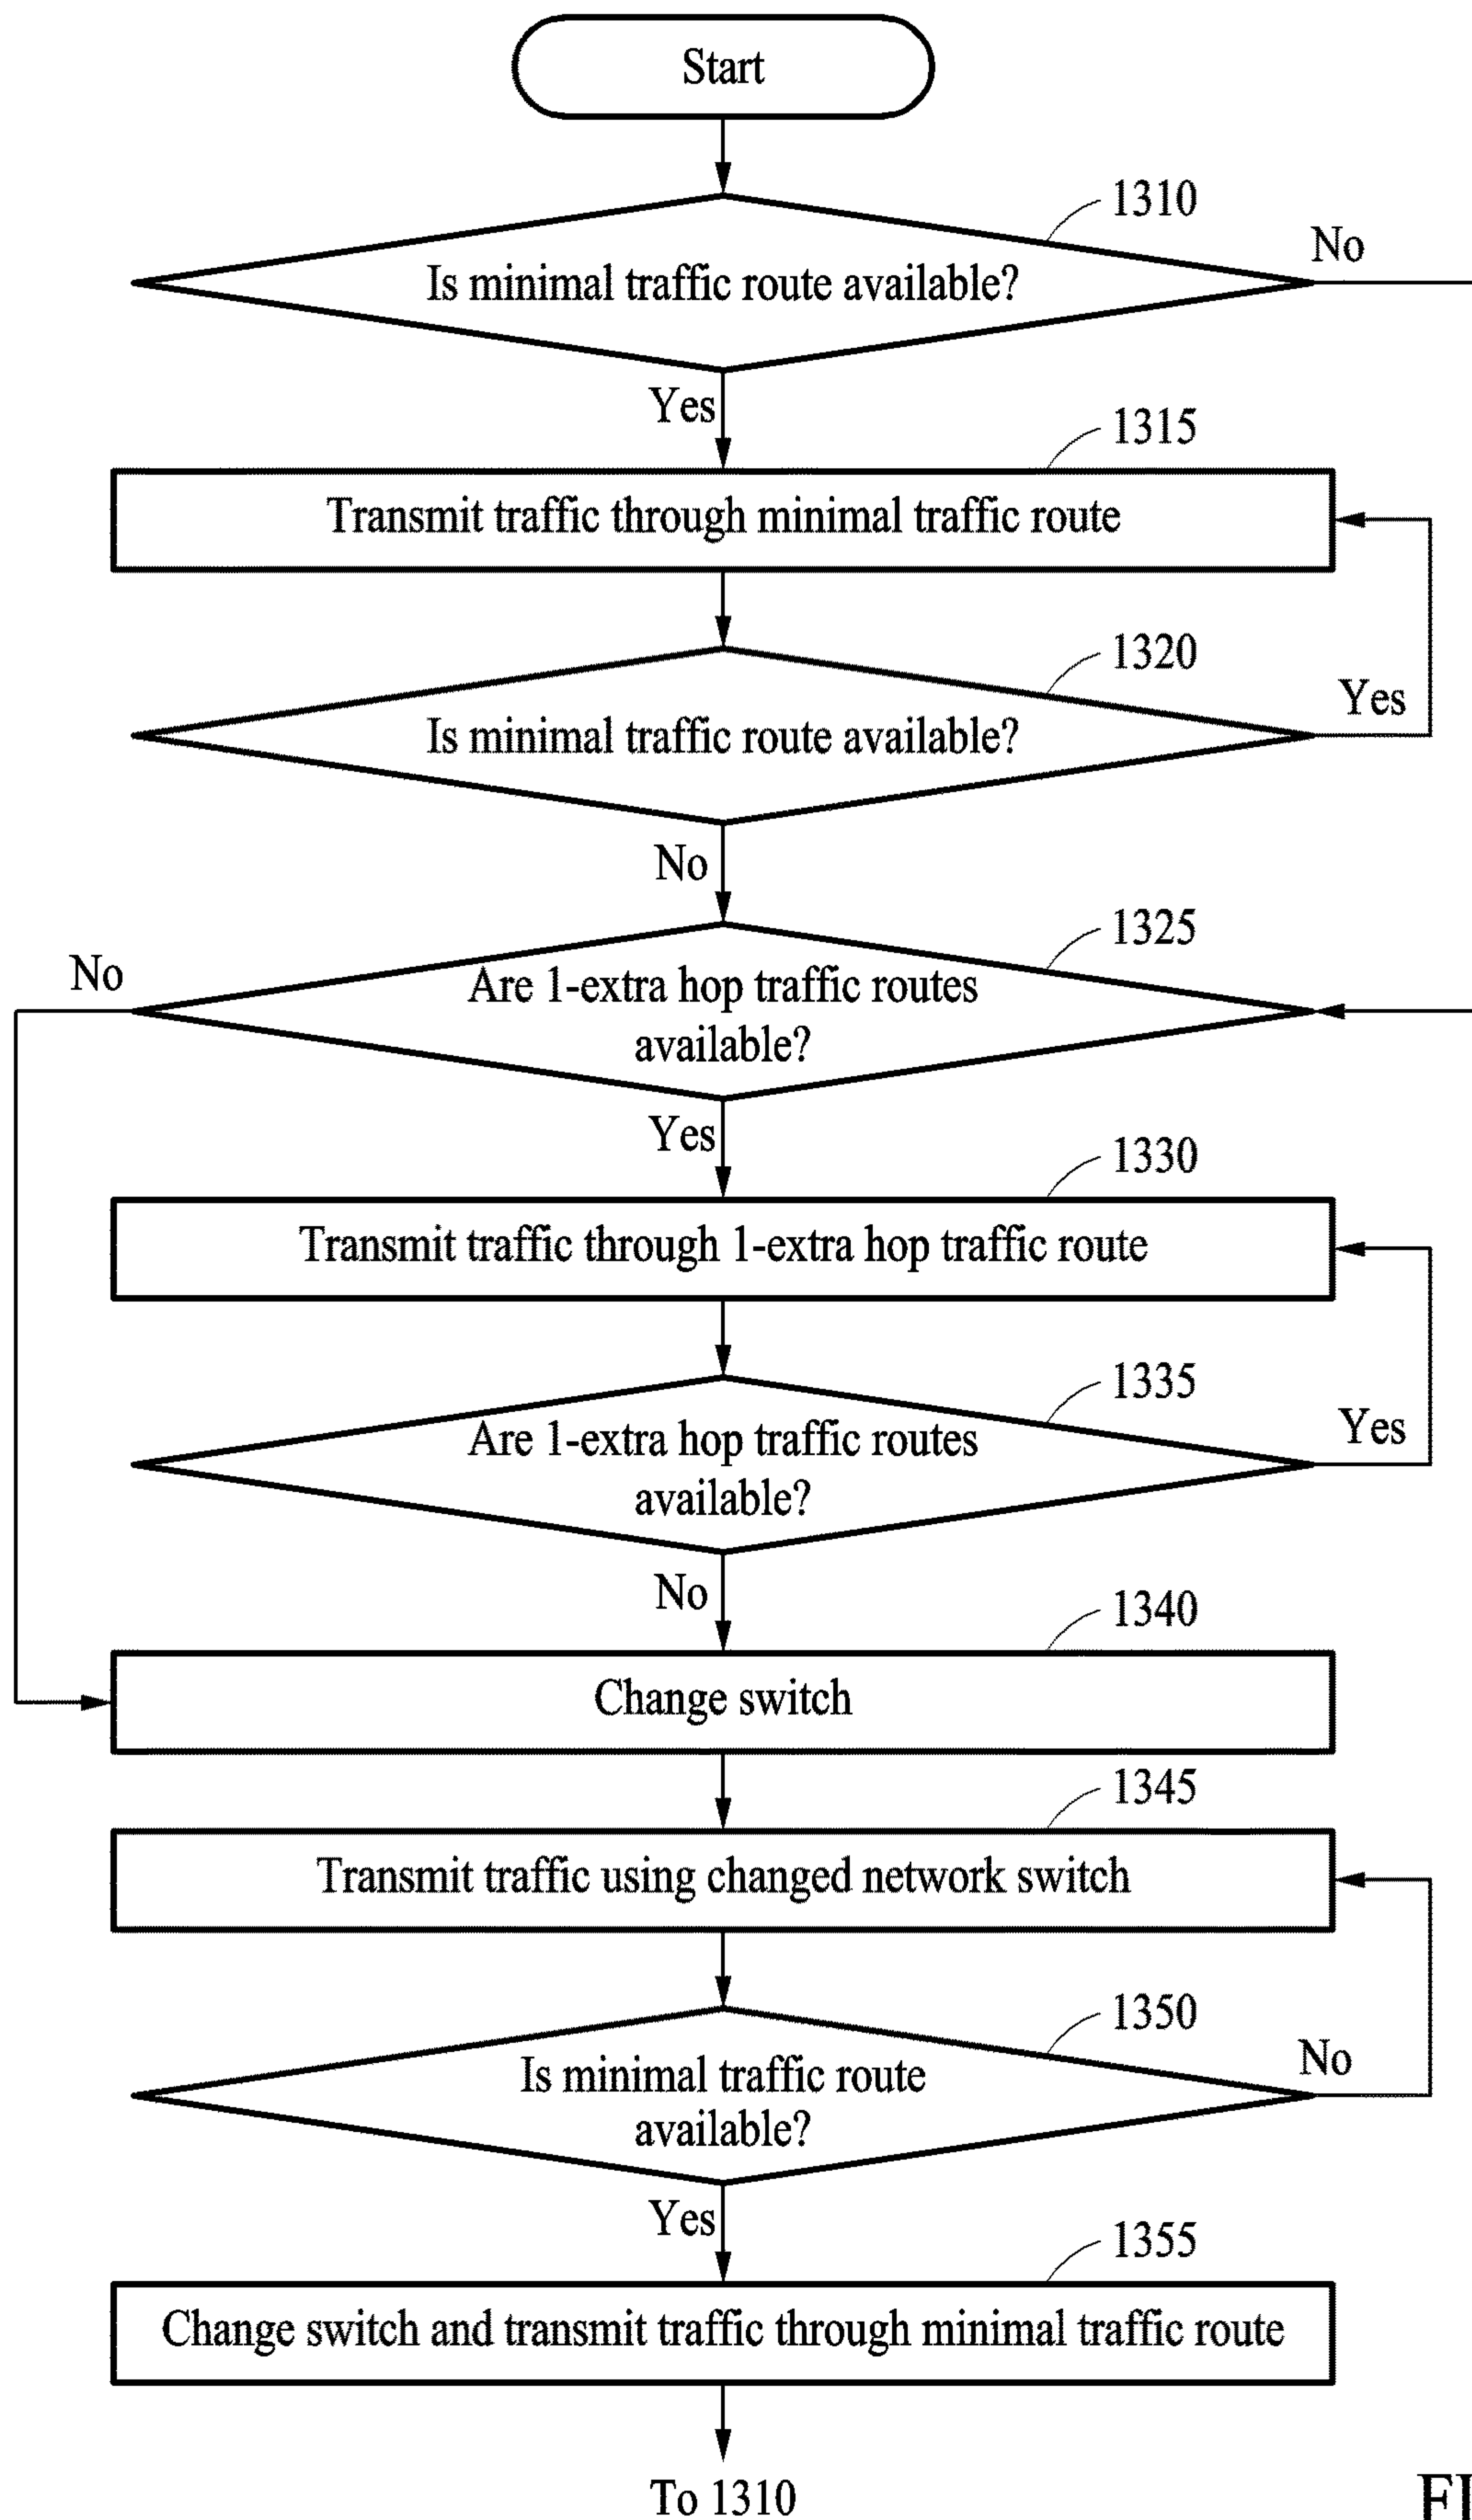 Start
1310
No
Is minimal traffic route available?
Yes
1315
Transmit traffic through minimal traffic route
1320
Is minimal traffic route available?
Yes
No
1325
No
Are 1-extra hop traffic routes
available?
Yes
1330
Transmit traffic through 1-extra hop traffic route
1335
Are 1-extra hop traffic routes
available?
Yes
No
1340
Change switch
1345
Transmit traffic using changed network switch
1350
No
Is minimal traffic route
available?
Yes
1355
Change switch and transmit traffic through minimal traffic route
To 1310